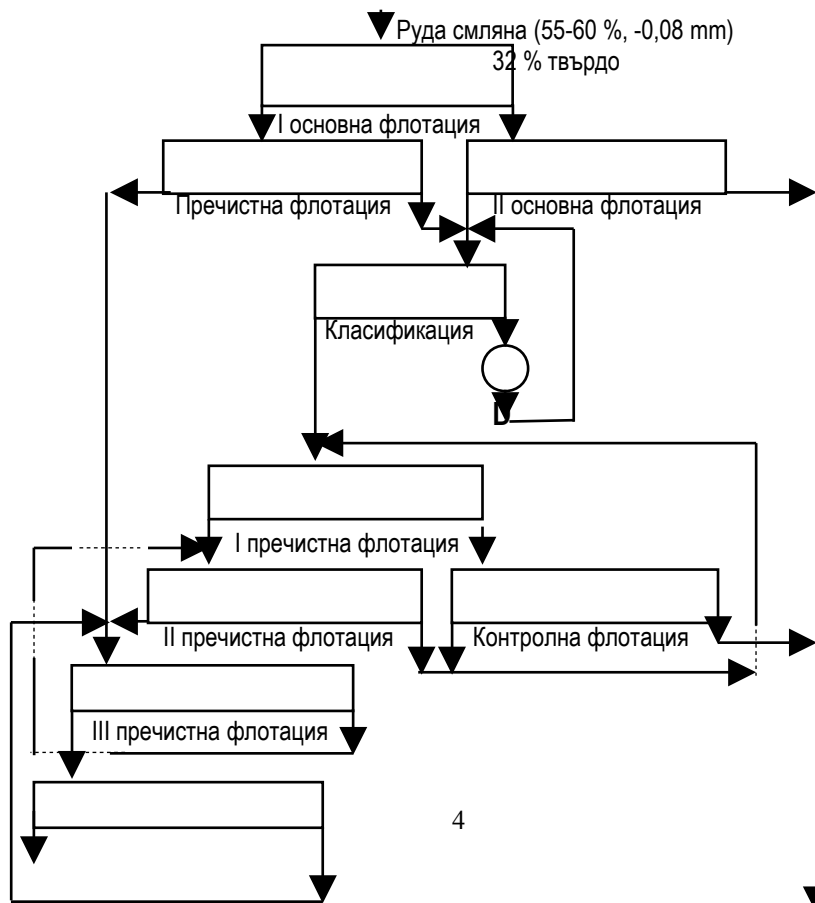 Руда смляна (55-60 %, -0,08 mm)
32 % твърдо
I основна флотация
Пречистна флотация
II основна флотация
Класификация
D
I пречистна флотация
II пречистна флотация
Контролна флотация
III пречистна флотация
4